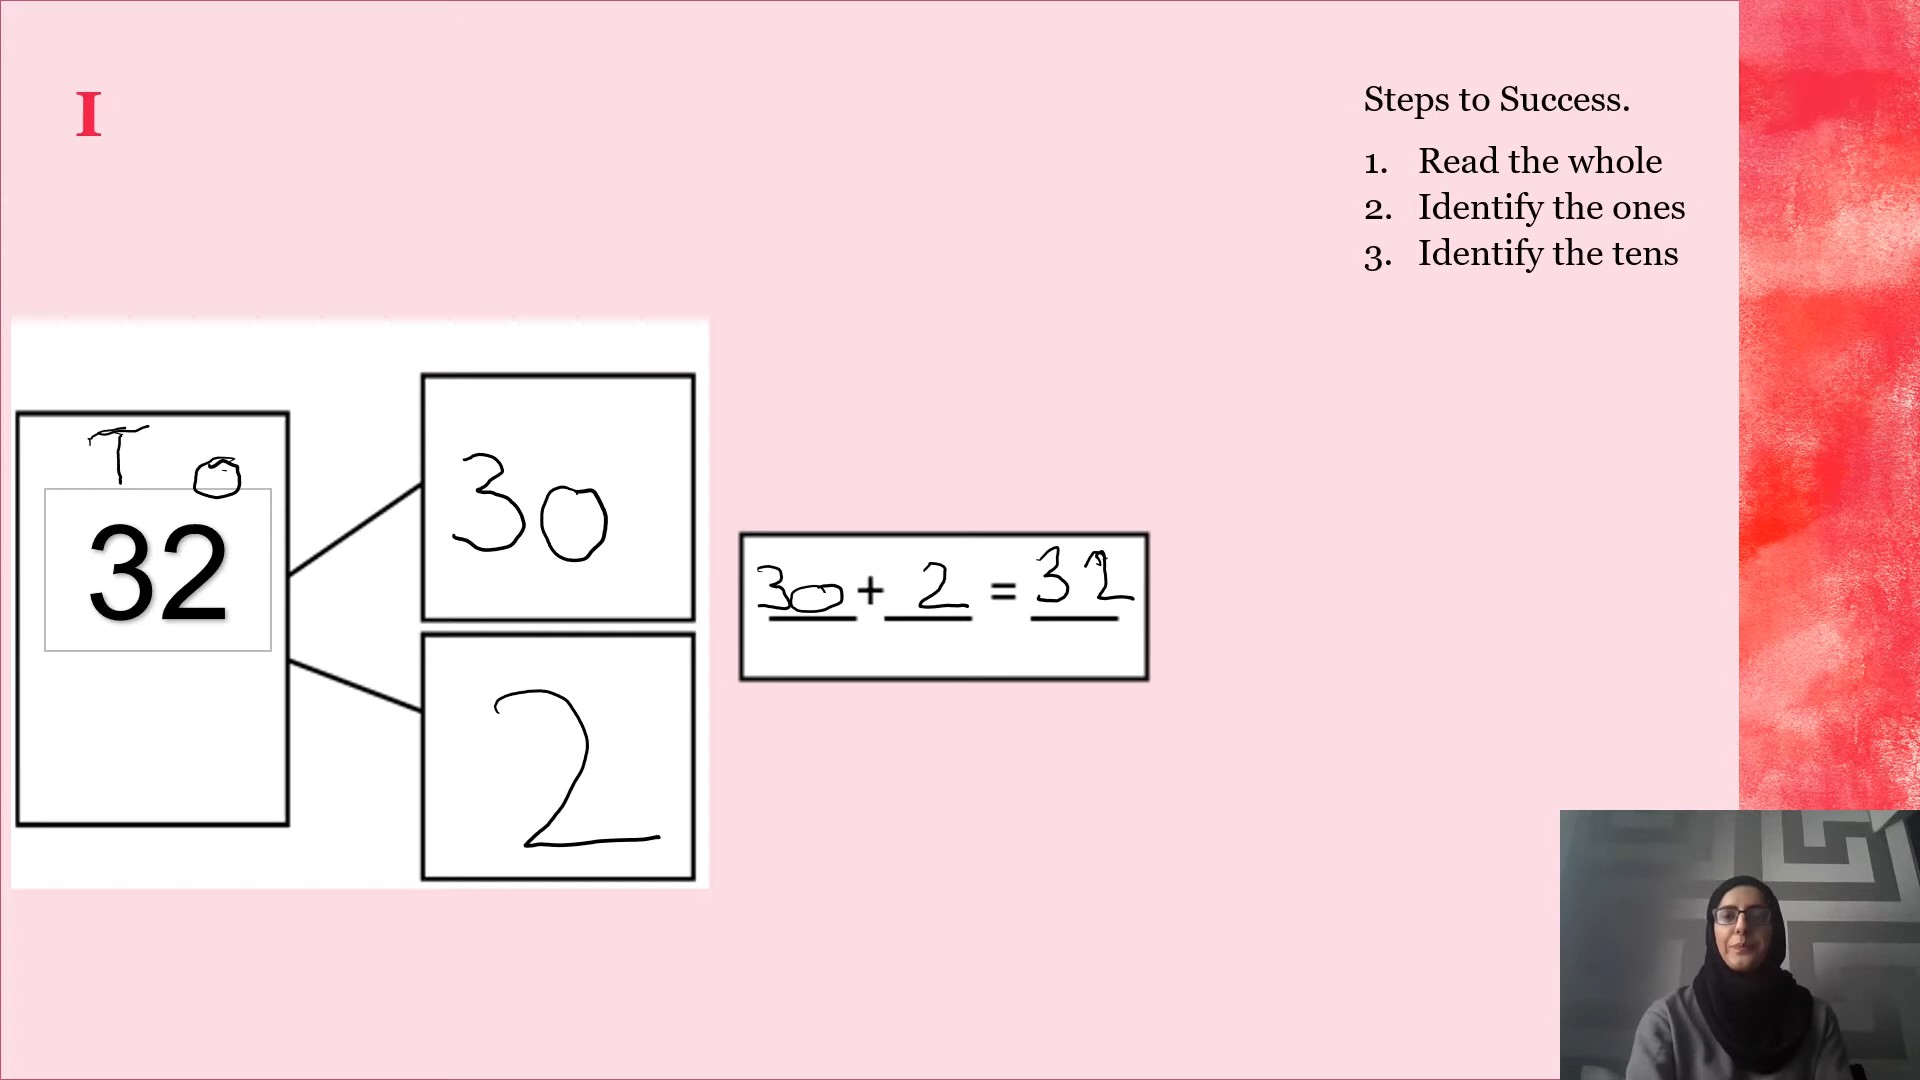 I
Steps to Success.
1. Read the whole
2. Identify the ones
3. Identify the tens
T O
32
30
2
30 + 2 = 32